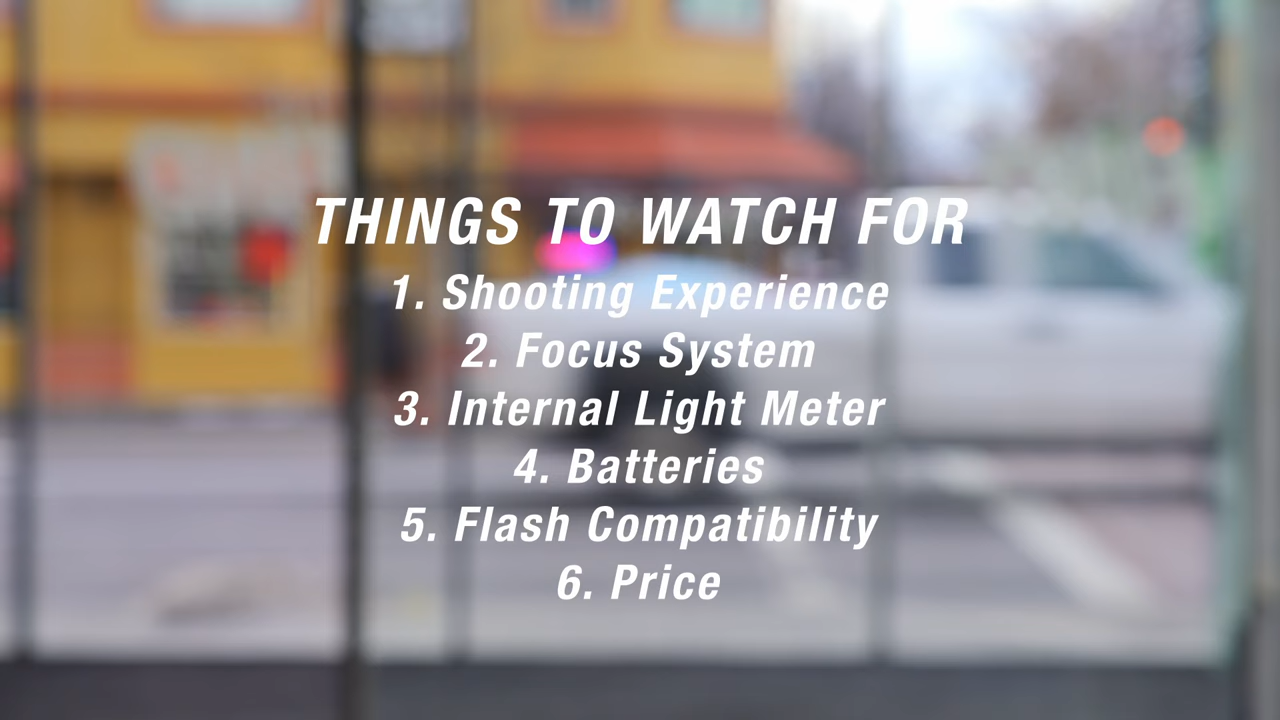 THINGS TO WATCH FOR
1. Shooting Experience
2. Focus System
3. Internal Light Meter
4. Batteries
5. Flash Compatibility
6. Price